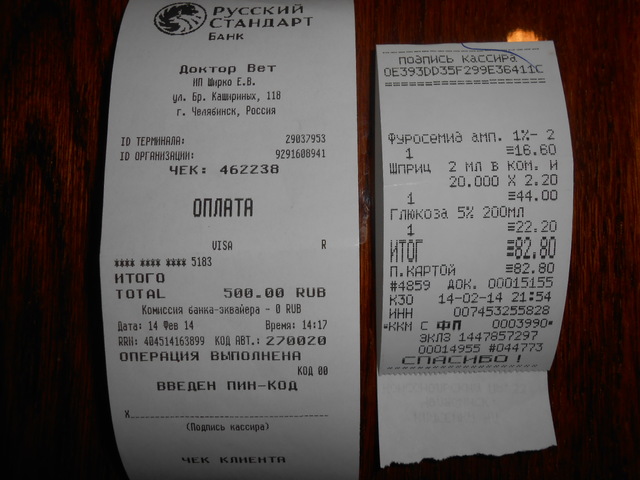 РУССКИЙ
СТАНДАРТ
БАНК
Доктор Вет
ИП Ширко Е.В.
ул. Бр. Кашириных, 118
г. Челябинск, Россия
ID ТЕРМИНАЛА: 29037953
ID ОРГАНИЗАЦИИ: 9291608941
ЧЕК: 462238
ОПЛАТА
VISA R
**** **** **** 5183
ИТОГО
TOTAL 500.00 RUB
Комиссия банка-эквайера - 0 RUB
Дата: 14 Фев 14 Время: 14:17
RRN: 404514163899 КОД АВТ.: 270020
ОПЕРАЦИЯ ВЫПОЛНЕНА
КОД 00
ВВЕДЕН ПИН-КОД
X
(Подпись кассира)
ЧЕК КЛИЕНТА
ПОДПИСЬ КАССИРА
0E393DD35F299E36411C
ФУРОСЕМИД АМП. 1%- 2
1 =16.60
ШПРИЦ 2 МЛ В КОМ. И
20.000 X 2.20
1 =44.00
ГЛЮКОЗА 5% 200МЛ
1 =22.20
ИТОГ =82.80
П.КАРТОЙ =82.80
#4859 ДОК. 00015155
К30 14-02-14 21:54
ИНН 007453255828
*ККМ С ФП 0003990*
ЭКЛЗ 1447857297
00014955 #044773
СПАСИБО!